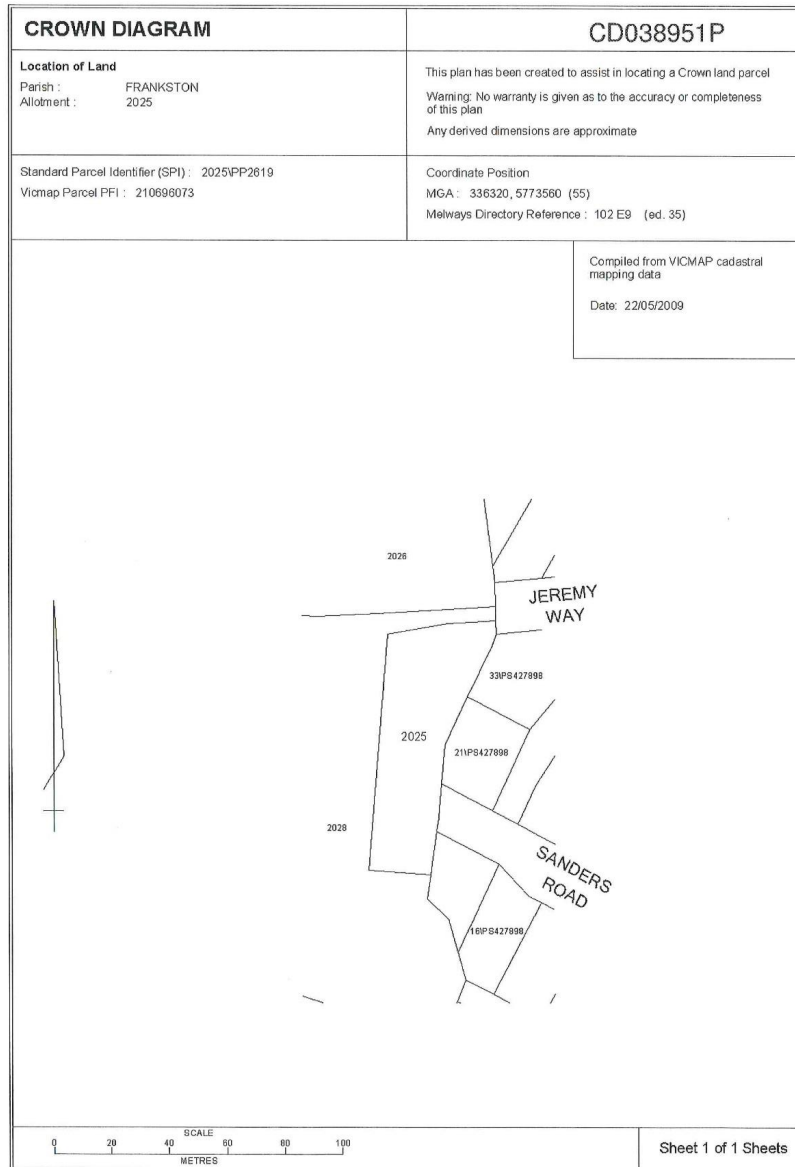 CROWN DIAGRAM
CD038951P
Location of Land
Parish : FRANKSTON
Allotment : 2025
This plan has been created to assist in locating a Crown land parcel
Warning: No warranty is given as to the accuracy or completeness
of this plan
Any derived dimensions are approximate
Standard Parcel Identifier (SPI) : 2025\PP2619
Vicmap Parcel PFI : 210696073
Coordinate Position
MGA : 336320, 5773560 (55)
Melways Directory Reference : 102 E9 (ed. 35)
Compiled from VICMAP cadastral
mapping data
Date: 22/05/2009
2026
JEREMY
WAY
33\PS427898
2025
21\PS427898
2028
SANDERS
ROAD
16\PS427898
SCALE
0 20 40 60 80 100
METRES
Sheet 1 of 1 Sheets